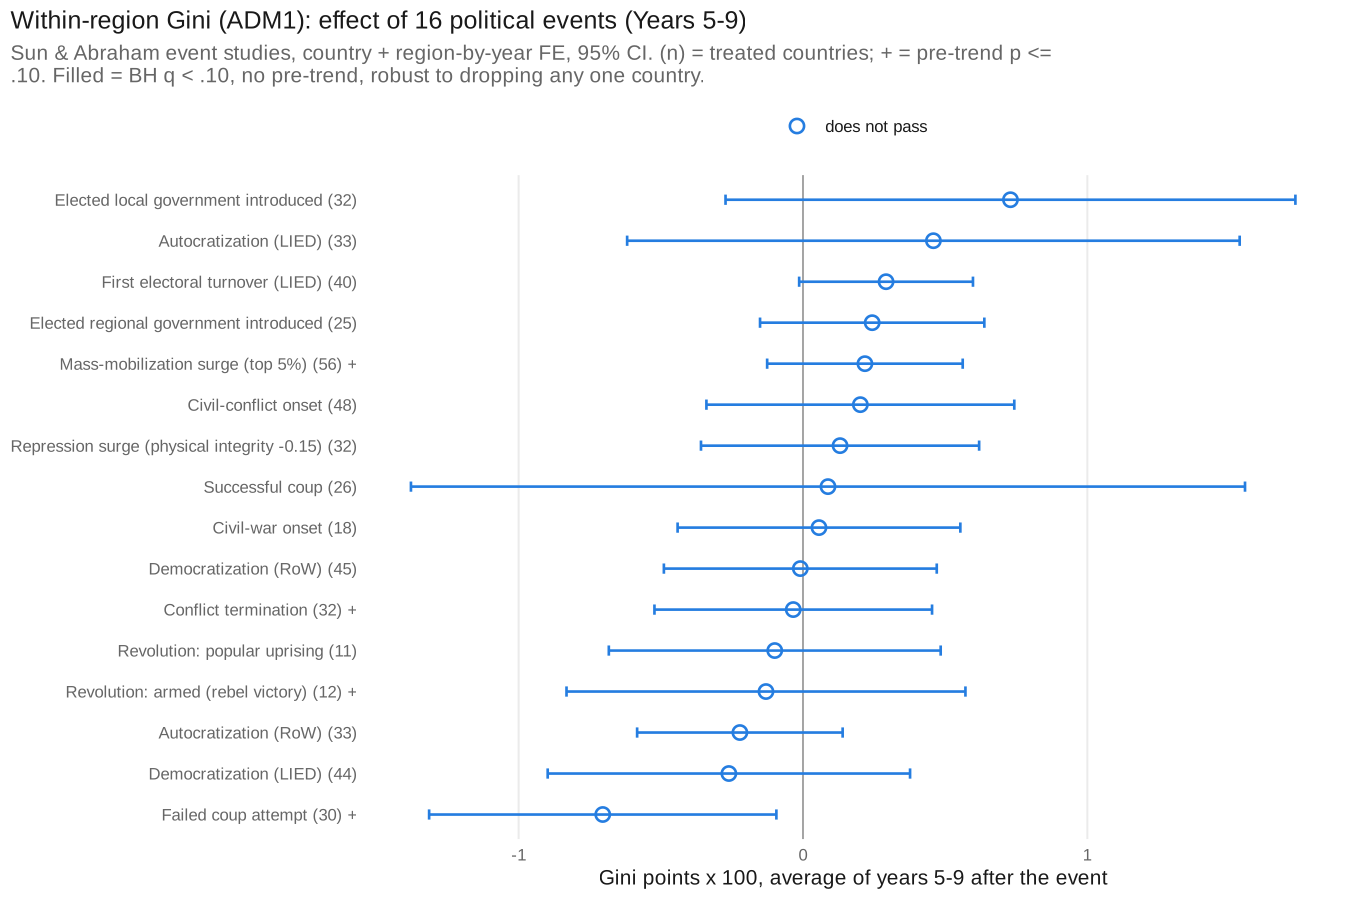 Within-region Gini (ADM1): effect of 16 political events (Years 5-9)
Sun & Abraham event studies, country + region-by-year FE, 95% CI. (n) = treated countries; + = pre-trend p <=
.10. Filled = BH q < .10, no pre-trend, robust to dropping any one country.
does not pass
Elected local government introduced (32)
Autocratization (LIED) (33)
First electoral turnover (LIED) (40)
Elected regional government introduced (25)
Mass-mobilization surge (top 5%) (56) +
Civil-conflict onset (48)
Repression surge (physical integrity -0.15) (32)
Successful coup (26)
Civil-war onset (18)
Democratization (RoW) (45)
Conflict termination (32) +
Revolution: popular uprising (11)
Revolution: armed (rebel victory) (12) +
Autocratization (RoW) (33)
Democratization (LIED) (44)
Failed coup attempt (30) +
-1 0 1
Gini points x 100, average of years 5-9 after the event